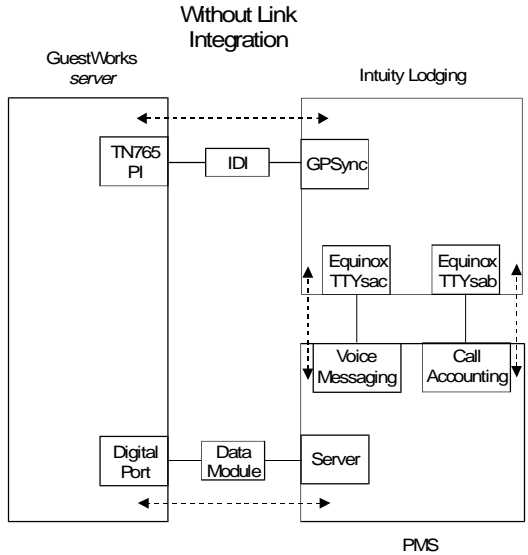 Without Link
Integration
GuestWorks
server
Intuity Lodging
TN765
PI
IDI
GPSync
Equinox
TTYsac
Equinox
TTYsab
Voice
Messaging
Call
Accounting
Digital
Port
Data
Module
Server
PMS